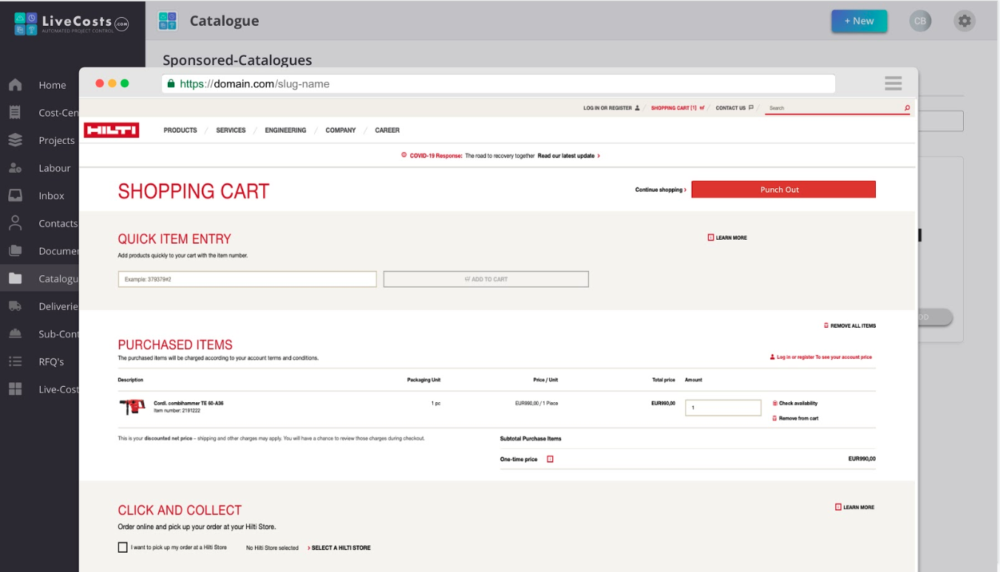 LiveCosts.COM
AUTOMATED PROJECT CONTROL
Catalogue
+ New
CB
Sponsored-Catalogues
Home
Cost-Cen
Projects
Labour
Inbox
Contacts
Docume
Catalogu
Deliverie
Sub-Cont
RFQ's
Live-Cost
https://domain.com/slug-name
LOG IN OR REGISTER / SHOPPING CART [1] / CONTACT US / Search
HILTI
PRODUCTS / SERVICES / ENGINEERING / COMPANY / CAREER
COVID-19 Response: The road to recovery together Read our latest update >
SHOPPING CART
Continue shopping >
Punch Out
QUICK ITEM ENTRY
LEARN MORE
Add products quickly to your cart with the item number.
Example: 379379#2
ADD TO CART
REMOVE ALL ITEMS
PURCHASED ITEMS
The purchased items will be charged according to your account terms and conditions.
Log in or register To see your account price
Description Packaging Unit Price / Unit Total price Amount
Cordl. combihammer TE 60-A36
Item number: 2191222
1 pc EUR990,00 / 1 Piece EUR990,00 1
Check availability
Remove from cart
This is your discounted net price – shipping and other charges may apply. You will have a chance to review those charges during checkout.
Subtotal Purchase Items
One-time price EUR990,00
CLICK AND COLLECT
LEARN MORE
Order online and pick up your order at your Hilti Store.
I want to pick up my order at a Hilti Store No Hilti Store selected > SELECT A HILTI STORE